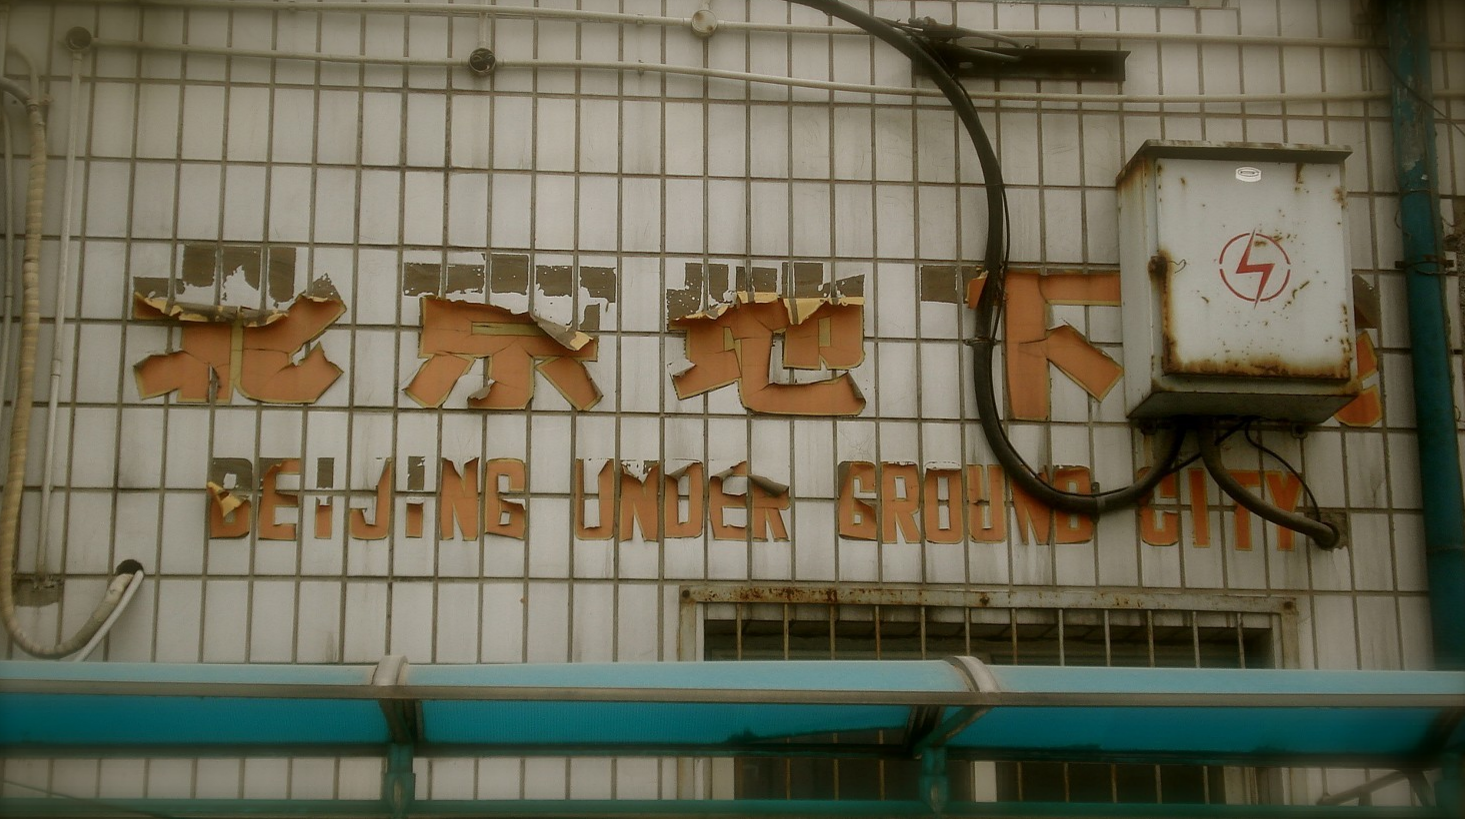 北京地下
BEIJING UNDER GROUND CITY